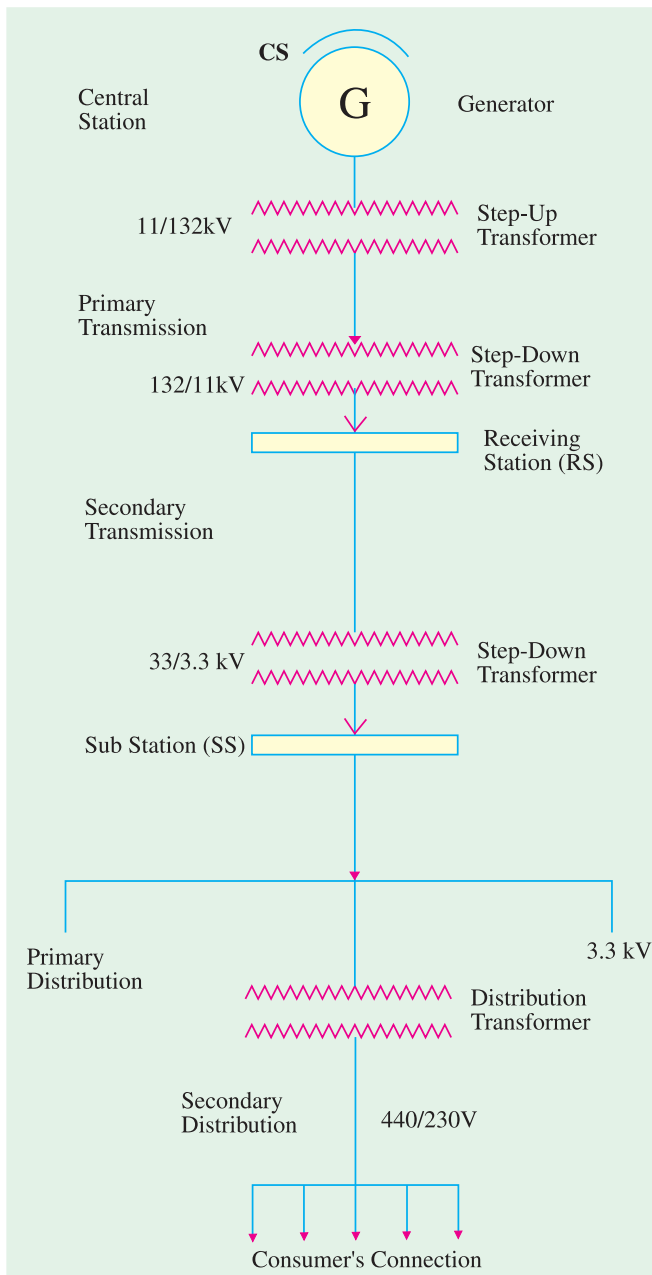 CS
G
Central
Station
Generator
11/132kV
Step-Up
Transformer
Primary
Transmission
Step-Down
Transformer
132/11kV
Receiving
Station (RS)
Secondary
Transmission
33/3.3 kV
Step-Down
Transformer
Sub Station (SS)
Primary
Distribution
3.3 kV
Distribution
Transformer
Secondary
Distribution
440/230V
Consumer's Connection